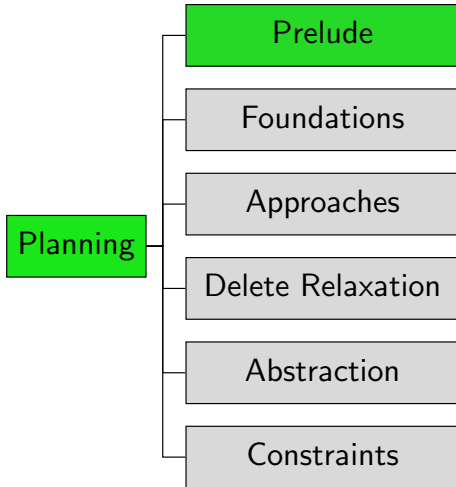 Prelude
Foundations
Approaches
Planning
Delete Relaxation
Abstraction
Constraints